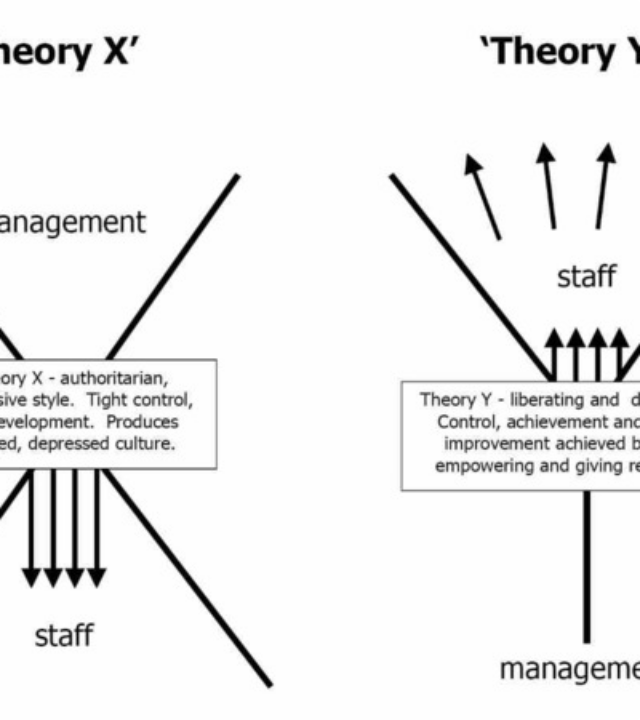 heory X’
‘Theory Y
anagement
staff
ory X - authoritarian,
sive style. Tight control,
evelopment. Produces
ed, depressed culture.
Theory Y - liberating and d
Control, achievement and
improvement achieved b
empowering and giving re
staff
manageme